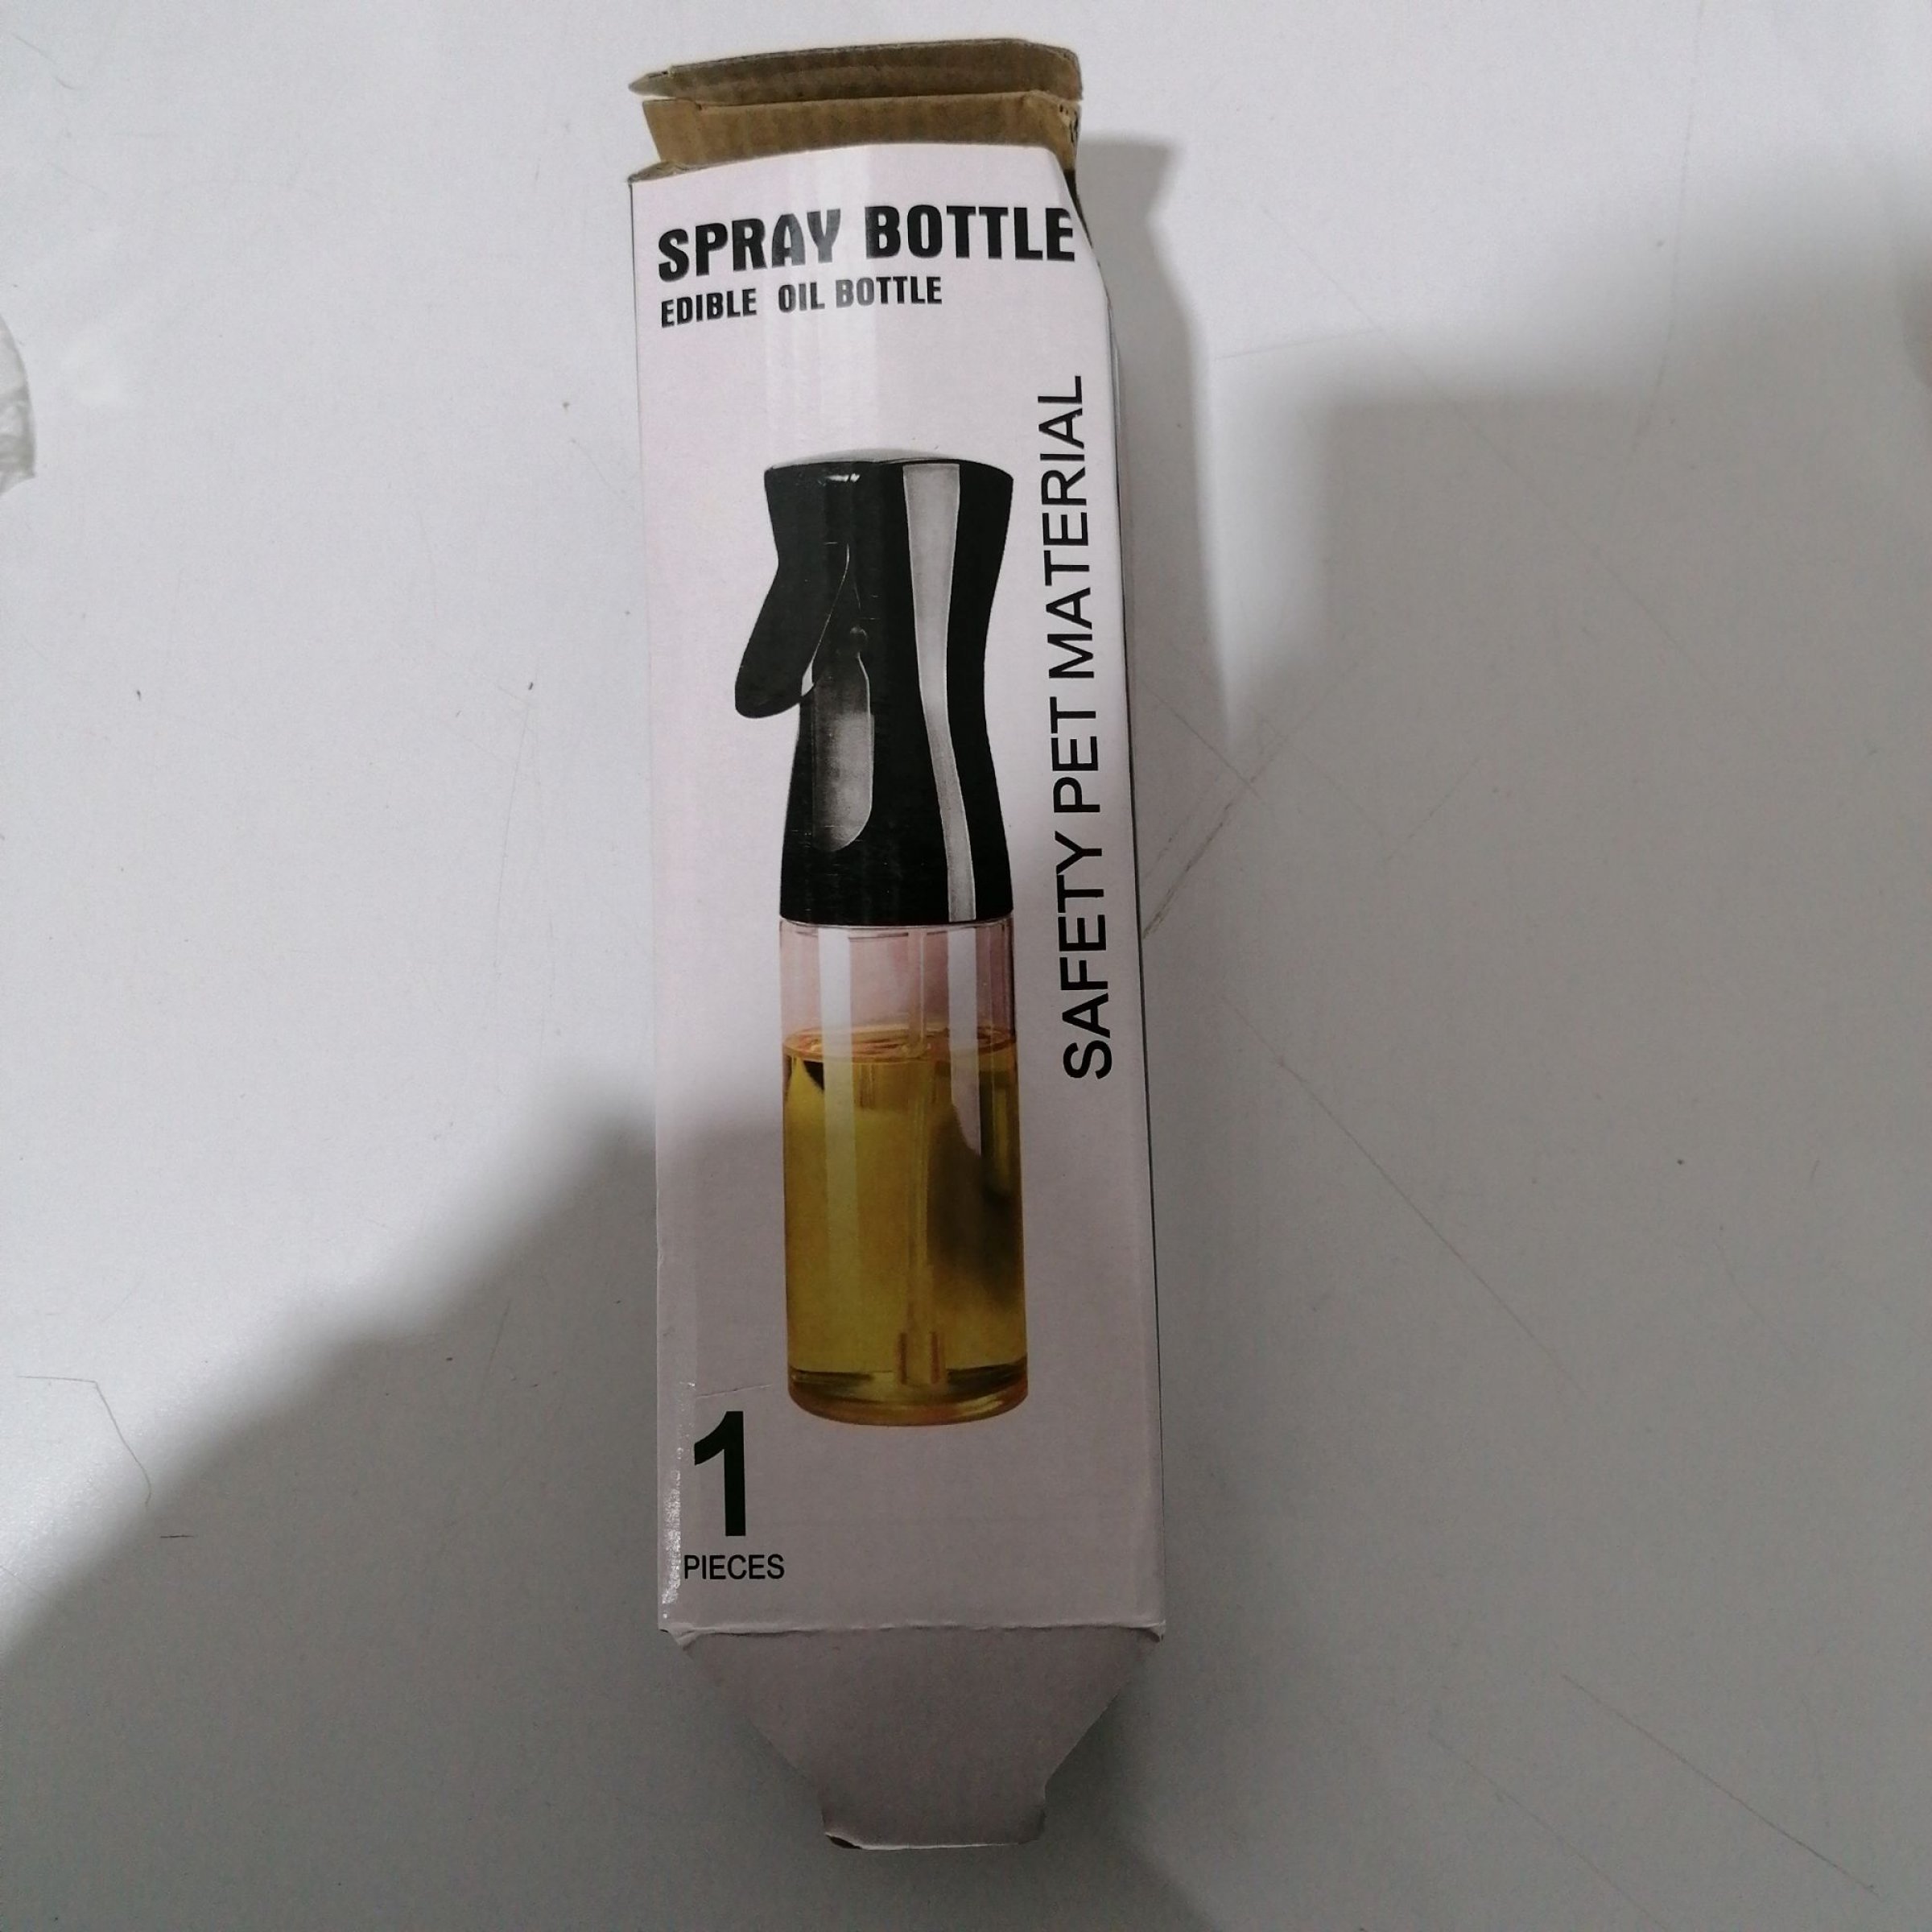 SPRAY BOTTLE
EDIBLE OIL BOTTLE
SAFETY PET MATERIAL
1
PIECES